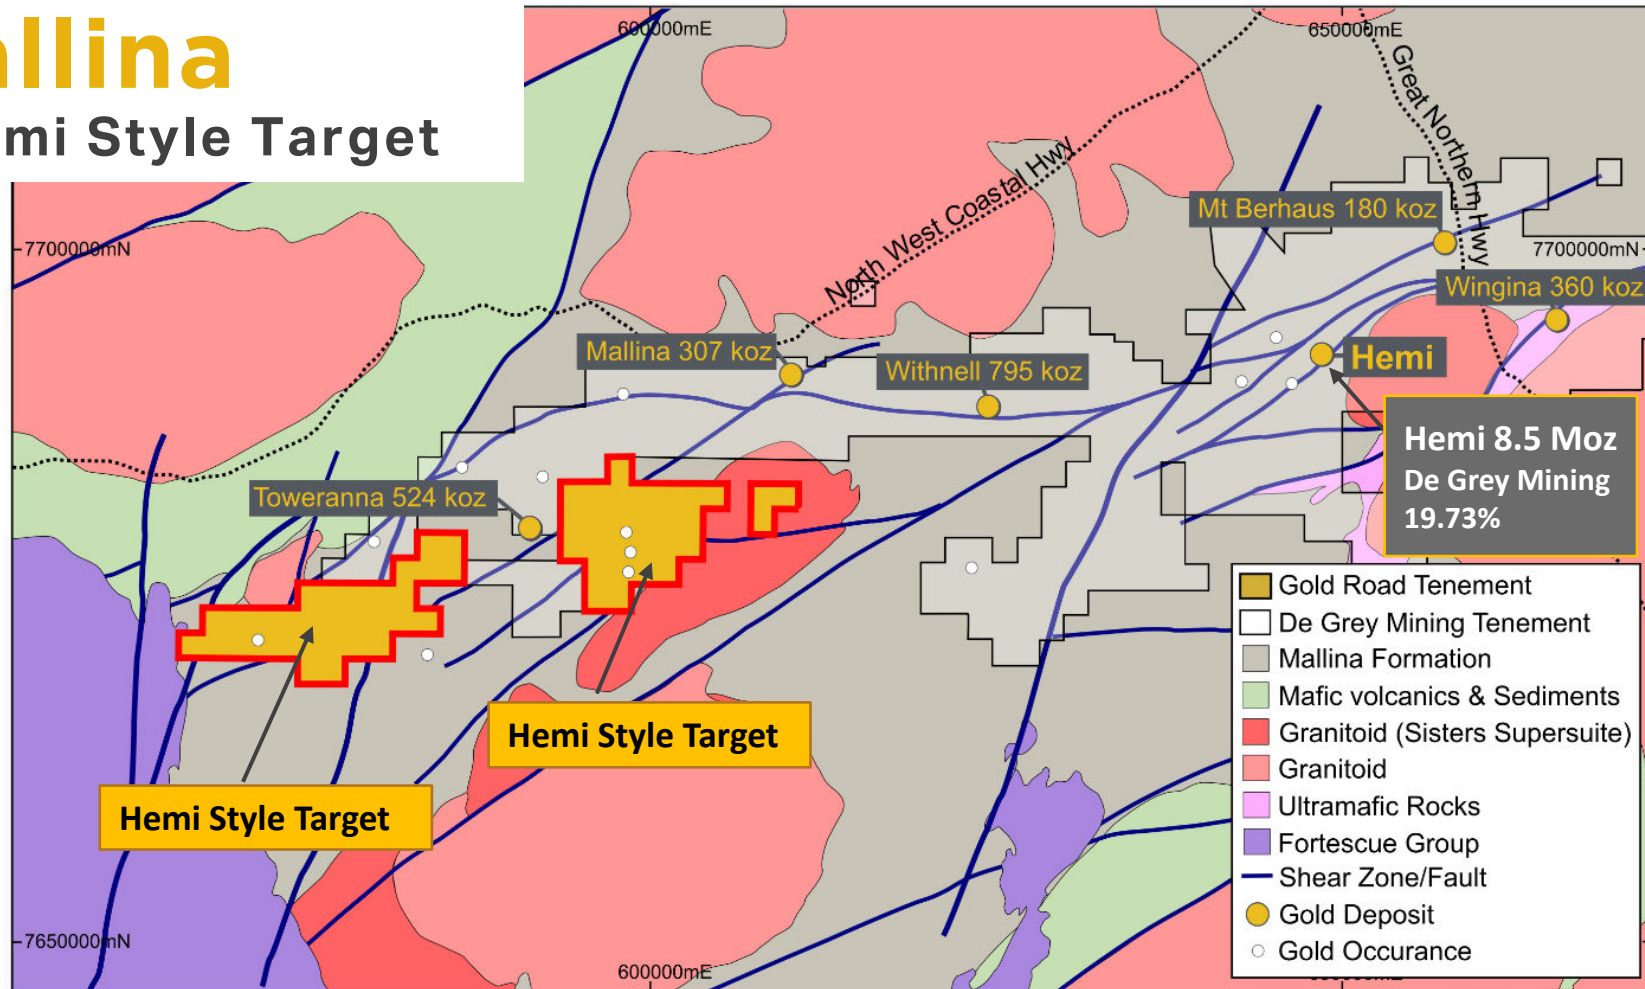 allina
mi Style Target
600000mE
650000mE
Great Northern Hwy
North West Coastal Hwy
Mt Berhaus 180 koz
7700000mN
7700000mN
Wingina 360 koz
Mallina 307 koz
Withnell 795 koz
Hemi
Hemi 8.5 Moz
De Grey Mining
19.73%
Toweranna 524 koz
Hemi Style Target
Hemi Style Target
Gold Road Tenement
De Grey Mining Tenement
Mallina Formation
Mafic volcanics & Sediments
Granitoid (Sisters Supersuite)
Granitoid
Ultramafic Rocks
Fortescue Group
Shear Zone/Fault
Gold Deposit
Gold Occurance
7650000mN
600000mE